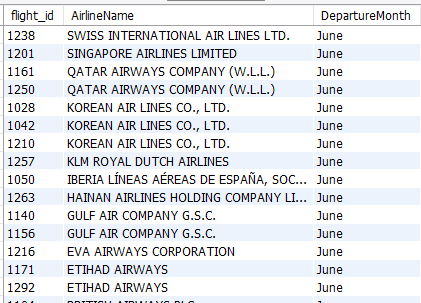 flight_id AirlineName DepartureMonth
1238 SWISS INTERNATIONAL AIR LINES LTD. June
1201 SINGAPORE AIRLINES LIMITED June
1161 QATAR AIRWAYS COMPANY (W.L.L.) June
1250 QATAR AIRWAYS COMPANY (W.L.L.) June
1028 KOREAN AIR LINES CO., LTD. June
1042 KOREAN AIR LINES CO., LTD. June
1210 KOREAN AIR LINES CO., LTD. June
1257 KLM ROYAL DUTCH AIRLINES June
1050 IBERIA LÍNEAS AÉREAS DE ESPAÑA, SOC... June
1263 HAINAN AIRLINES HOLDING COMPANY LI... June
1140 GULF AIR COMPANY G.S.C. June
1156 GULF AIR COMPANY G.S.C. June
1216 EVA AIRWAYS CORPORATION June
1171 ETIHAD AIRWAYS June
1292 ETIHAD AIRWAYS June